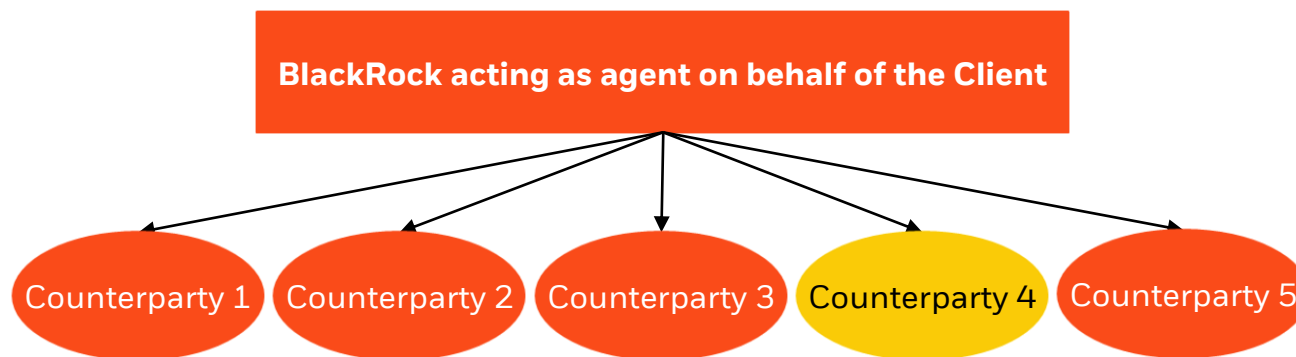 BlackRock acting as agent on behalf of the Client
Counterparty 1
Counterparty 2
Counterparty 3
Counterparty 4
Counterparty 5